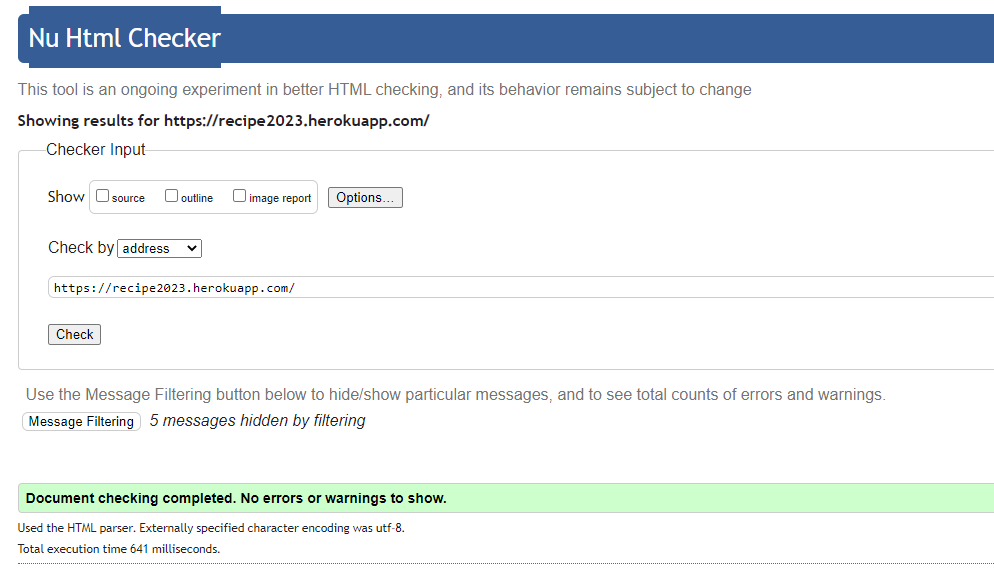 Nu Html Checker
This tool is an ongoing experiment in better HTML checking, and its behavior remains subject to change
Showing results for https://recipe2023.herokuapp.com/
Checker Input
Show source outline image report Options...
Check by address
https://recipe2023.herokuapp.com/
Check
Use the Message Filtering button below to hide/show particular messages, and to see total counts of errors and warnings.
Message Filtering 5 messages hidden by filtering
Document checking completed. No errors or warnings to show.
Used the HTML parser. Externally specified character encoding was utf-8.
Total execution time 641 milliseconds.